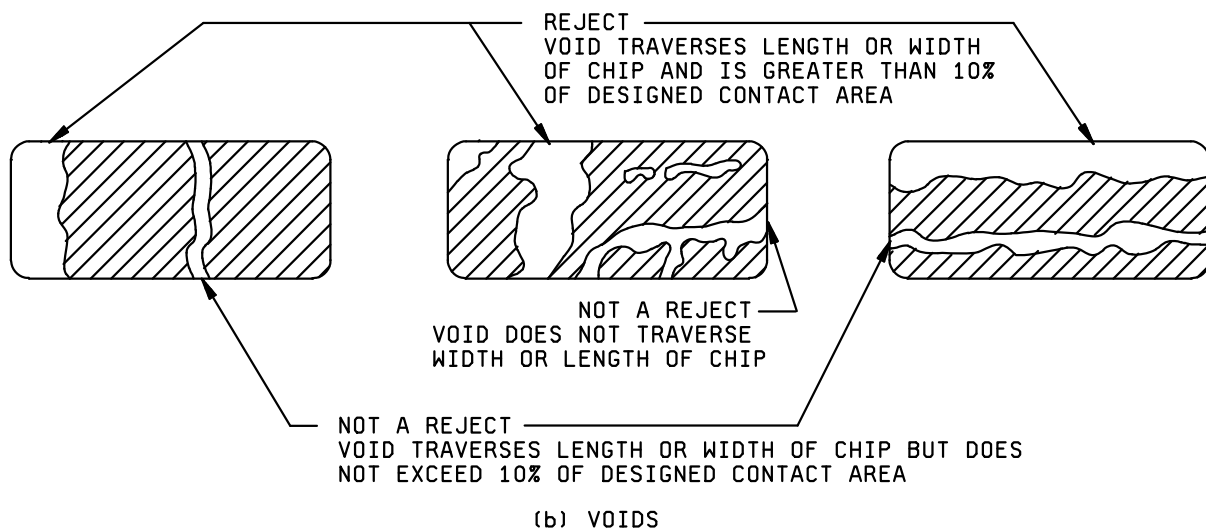 REJECT
VOID TRAVERSES LENGTH OR WIDTH
OF CHIP AND IS GREATER THAN 10%
OF DESIGNED CONTACT AREA
NOT A REJECT
VOID DOES NOT TRAVERSE
WIDTH OR LENGTH OF CHIP
NOT A REJECT
VOID TRAVERSES LENGTH OR WIDTH OF CHIP BUT DOES
NOT EXCEED 10% OF DESIGNED CONTACT AREA
(b) VOIDS